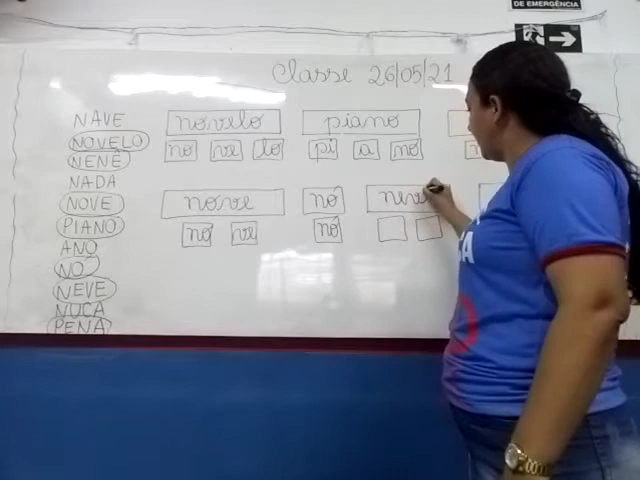 DE EMERGÊNCIA
Classe 26/05/21
NAVE
NOVELO
NENÊ
NADA
NOVE
PIANO
ANO
NO
NEVE
NUCA
PENA
novelo piano
no ve lo pi a no
nove no neve
no ve no